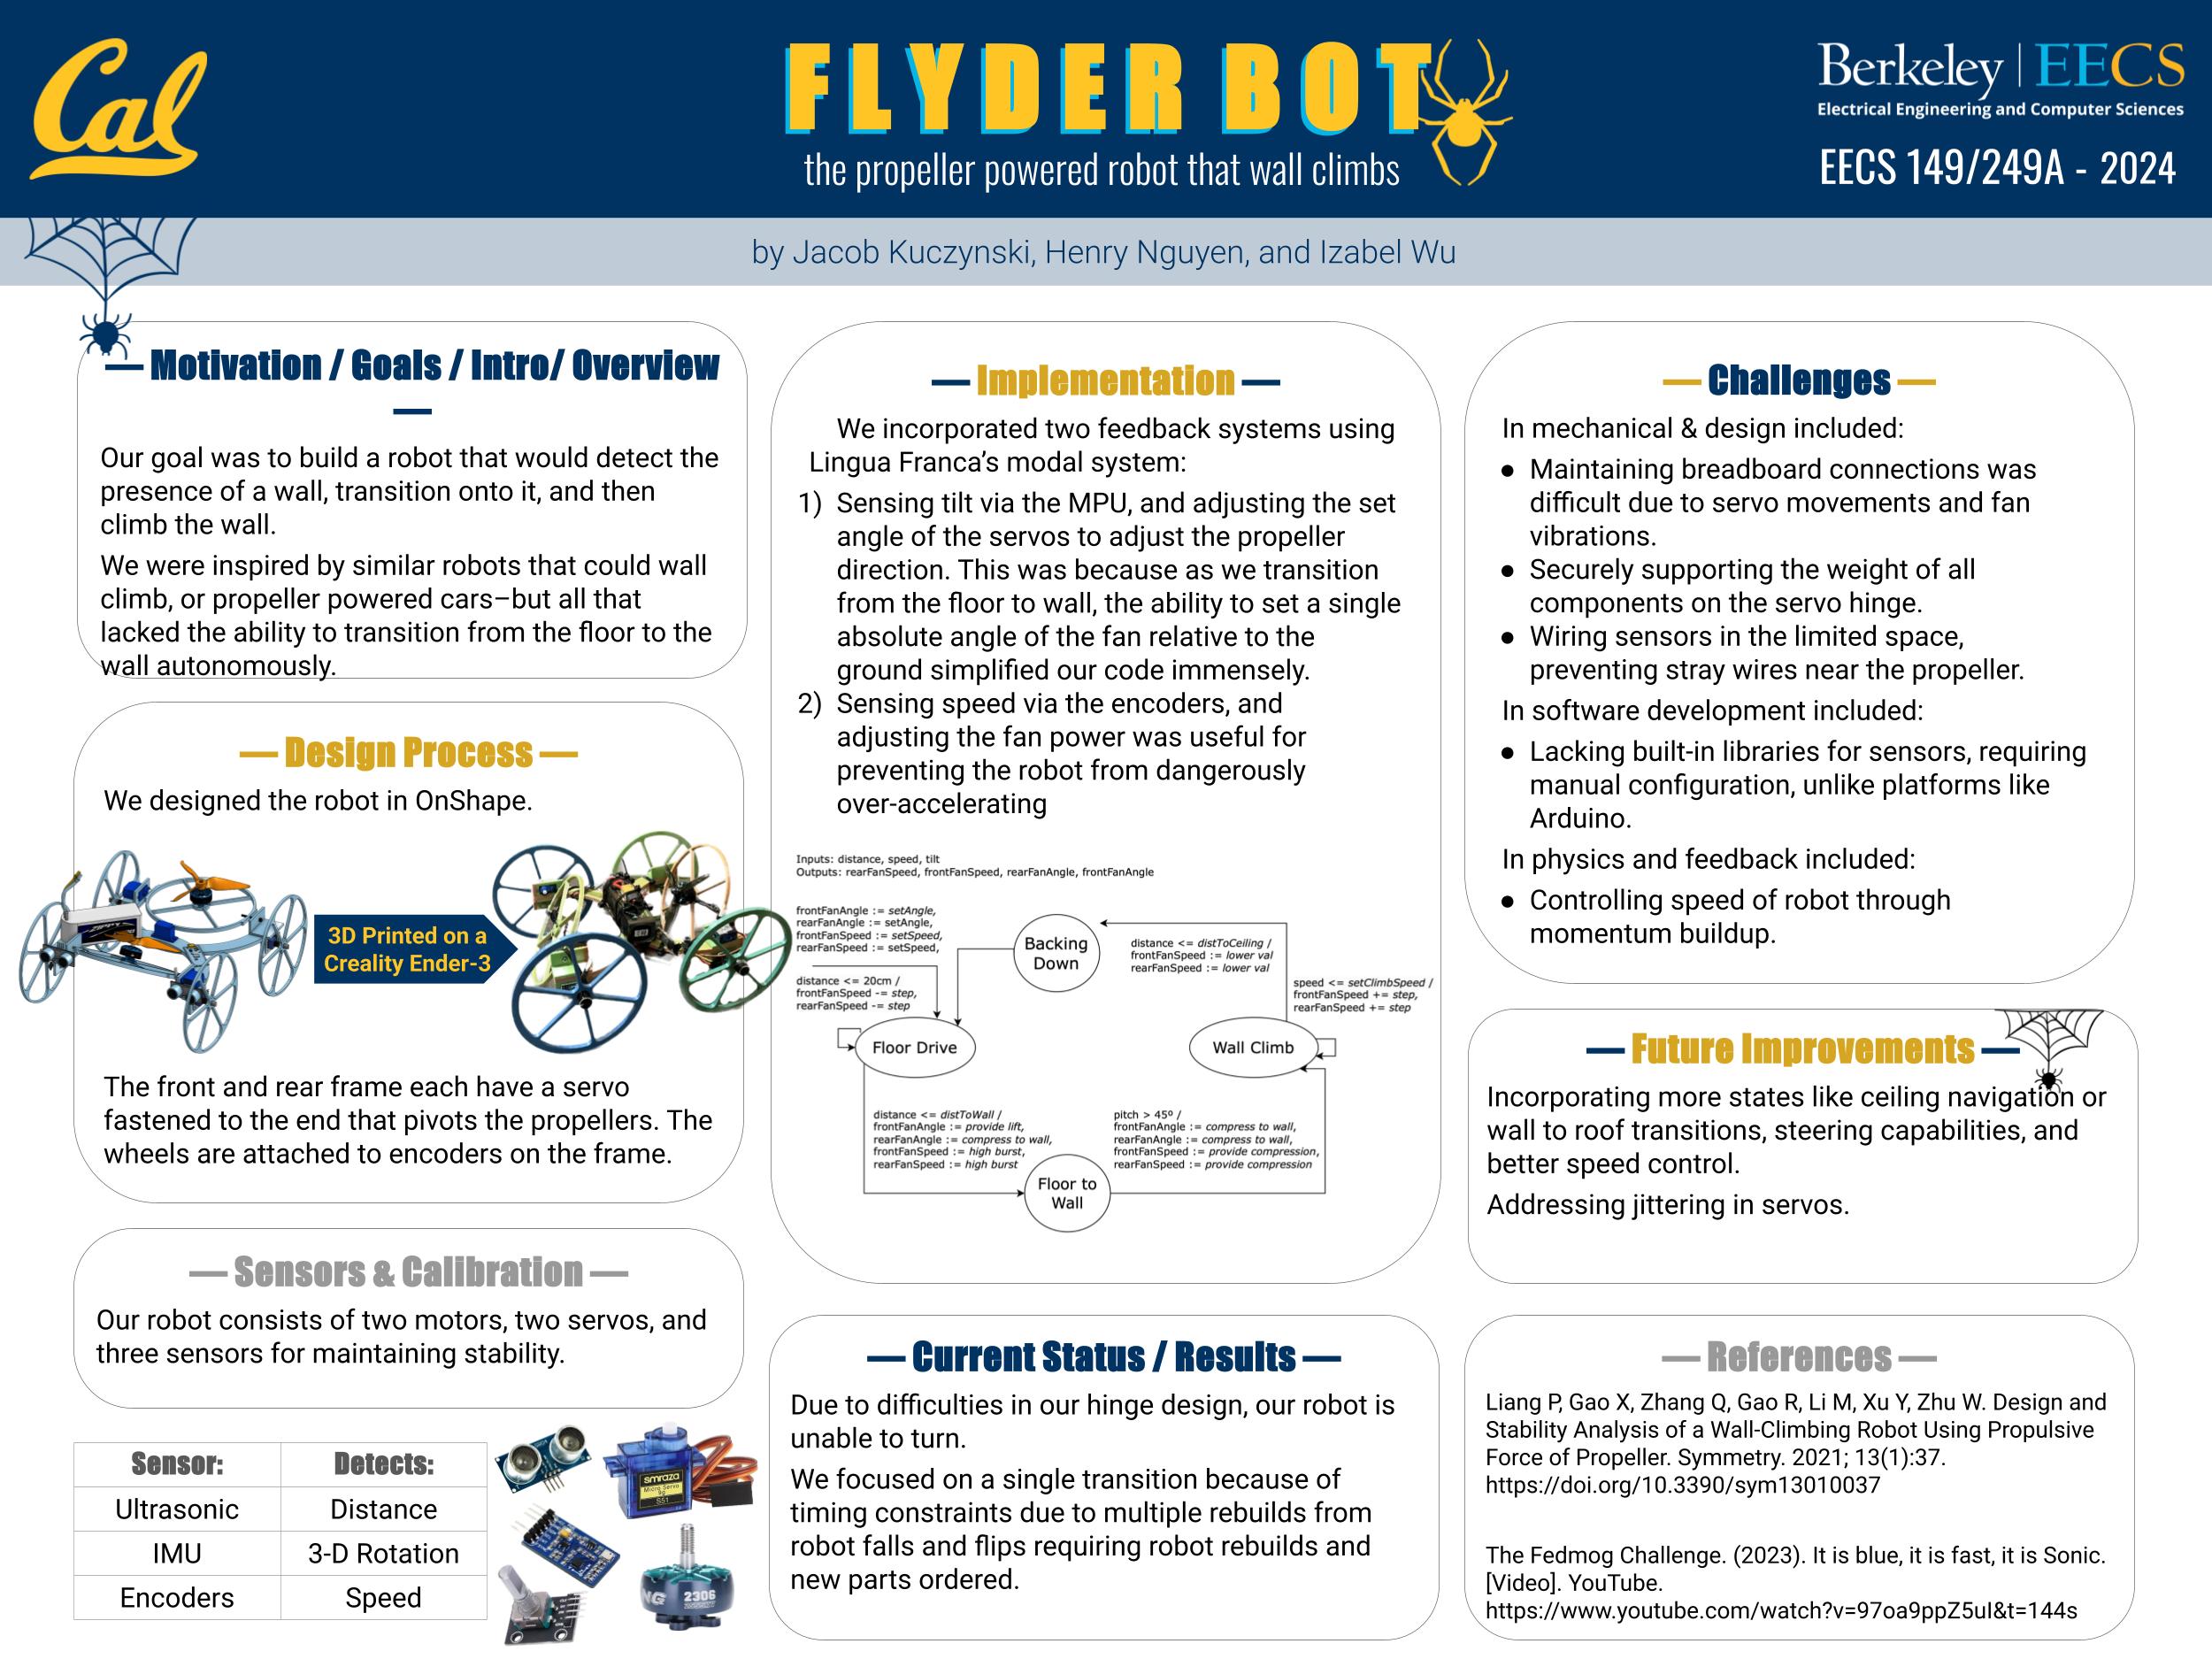 Cal
FLYDER BOT
the propeller powered robot that wall climbs
Berkeley | EECS
Electrical Engineering and Computer Sciences
EECS 149/249A - 2024
by Jacob Kuczynski, Henry Nguyen, and Izabel Wu
— Motivation / Goals / Intro/ Overview
—
Our goal was to build a robot that would detect the
presence of a wall, transition onto it, and then
climb the wall.
We were inspired by similar robots that could wall
climb, or propeller powered cars–but all that
lacked the ability to transition from the floor to the
wall autonomously.
— Design Process —
We designed the robot in OnShape.
3D Printed on a
Creality Ender-3
The front and rear frame each have a servo
fastened to the end that pivots the propellers. The
wheels are attached to encoders on the frame.
— Sensors & Calibration —
Our robot consists of two motors, two servos, and
three sensors for maintaining stability.
Sensor: Detects:
Ultrasonic Distance
IMU 3-D Rotation
Encoders Speed
smraza
Micro Servo
9g
S51
NG 2306
— Implementation —
We incorporated two feedback systems using
Lingua Franca's modal system:
1) Sensing tilt via the MPU, and adjusting the set
angle of the servos to adjust the propeller
direction. This was because as we transition
from the floor to wall, the ability to set a single
absolute angle of the fan relative to the
ground simplified our code immensely.
2) Sensing speed via the encoders, and
adjusting the fan power was useful for
preventing the robot from dangerously
over-accelerating
Inputs: distance, speed, tilt
Outputs: rearFanSpeed, frontFanSpeed, rearFanAngle, frontFanAngle
frontFanAngle := setAngle,
rearFanAngle := setAngle,
frontFanSpeed := setSpeed,
rearFanSpeed := setSpeed,
Backing
Down
distance <= distToCeiling /
frontFanSpeed := lower val
rearFanSpeed := lower val
distance <= 20cm /
frontFanSpeed -= step,
rearFanSpeed -= step
speed <= setClimbSpeed /
frontFanSpeed += step,
rearFanSpeed += step
Floor Drive
Wall Climb
distance <= distToWall /
frontFanAngle := provide lift,
rearFanAngle := compress to wall,
frontFanSpeed := high burst,
rearFanSpeed := high burst
pitch > 45º /
frontFanAngle := compress to wall,
rearFanAngle := compress to wall,
frontFanSpeed := provide compression,
rearFanSpeed := provide compression
Floor to
Wall
— Current Status / Results —
Due to difficulties in our hinge design, our robot is
unable to turn.
We focused on a single transition because of
timing constraints due to multiple rebuilds from
robot falls and flips requiring robot rebuilds and
new parts ordered.
— Challenges —
In mechanical & design included:
● Maintaining breadboard connections was
difficult due to servo movements and fan
vibrations.
● Securely supporting the weight of all
components on the servo hinge.
● Wiring sensors in the limited space,
preventing stray wires near the propeller.
In software development included:
● Lacking built-in libraries for sensors, requiring
manual configuration, unlike platforms like
Arduino.
In physics and feedback included:
● Controlling speed of robot through
momentum buildup.
— Future Improvements —
Incorporating more states like ceiling navigation or
wall to roof transitions, steering capabilities, and
better speed control.
Addressing jittering in servos.
— References —
Liang P, Gao X, Zhang Q, Gao R, Li M, Xu Y, Zhu W. Design and
Stability Analysis of a Wall-Climbing Robot Using Propulsive
Force of Propeller. Symmetry. 2021; 13(1):37.
https://doi.org/10.3390/sym13010037
The Fedmog Challenge. (2023). It is blue, it is fast, it is Sonic.
[Video]. YouTube.
https://www.youtube.com/watch?v=97oa9ppZ5uI&t=144s